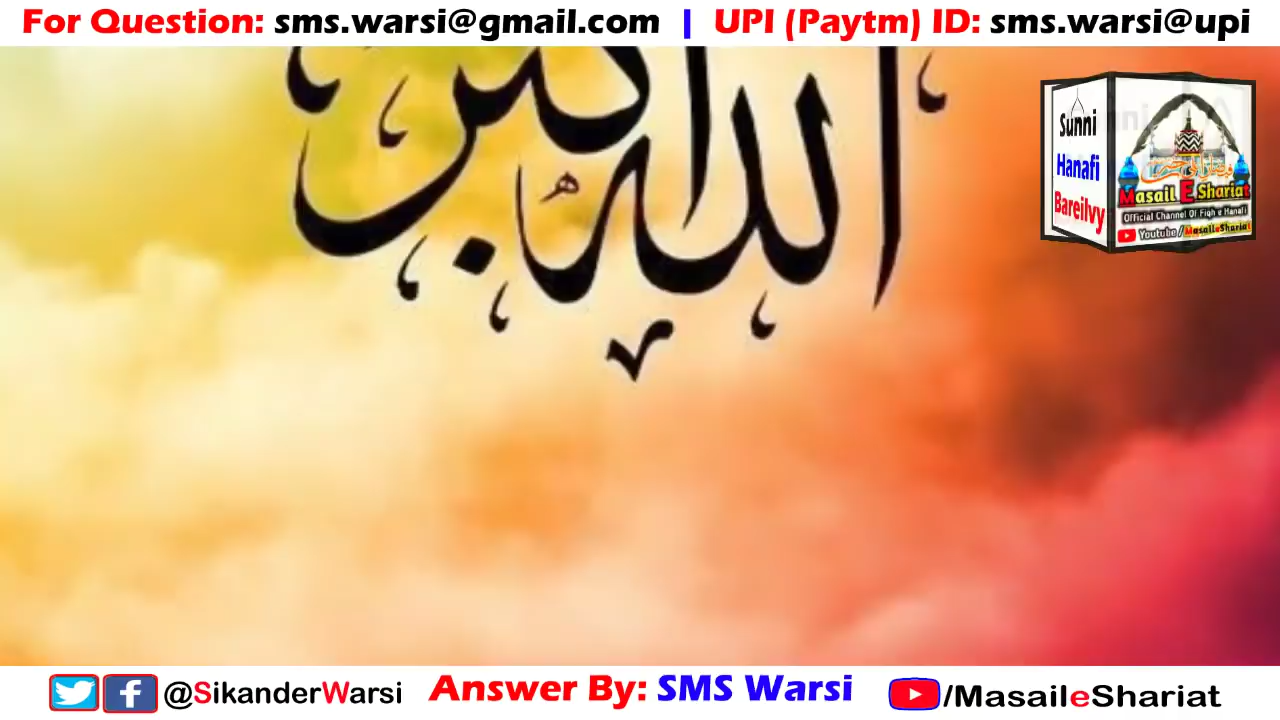 For Question: sms.warsi@gmail.com | UPI (Paytm) ID: sms.warsi@upi
الله أكبر
Sunni
Hanafi
Bareilvy
Masail E Shariat
Official Channel Of Fiqh e Hanafi
Youtube/MasaileShariat
@SikanderWarsi Answer By: SMS Warsi /MasaileShariat